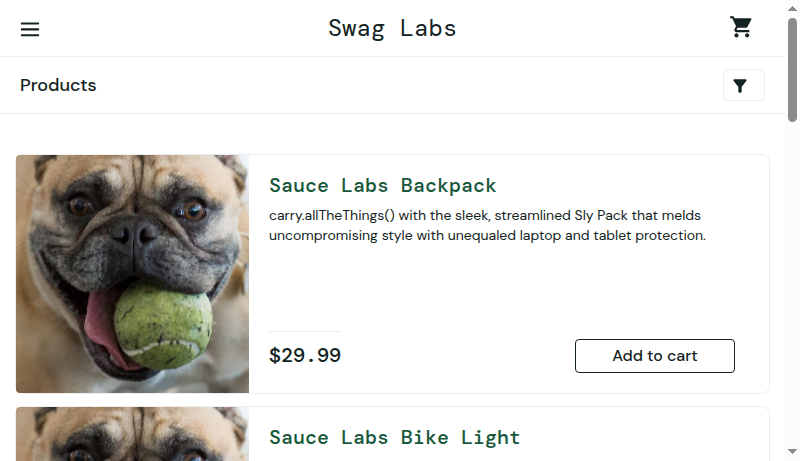 Swag Labs
Products
Sauce Labs Backpack
carry.allTheThings() with the sleek, streamlined Sly Pack that melds
uncompromising style with unequaled laptop and tablet protection.
$29.99
Add to cart
Sauce Labs Bike Light